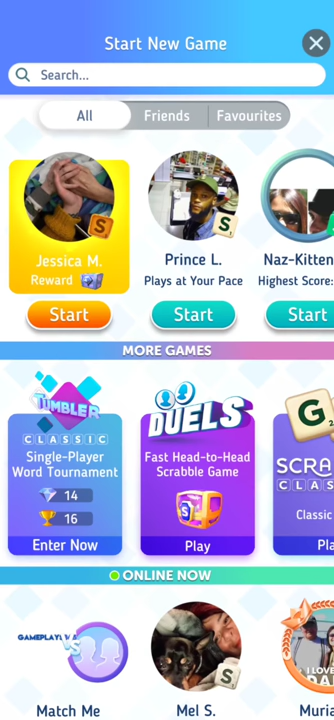 Start New Game
Search...
All
Friends
Favourites
Jessica M.
Reward
Start
Prince L.
Plays at Your Pace
Start
Naz-Kitten
Highest Score:
Start
MORE GAMES
TUMBLER
CLASSIC
Single-Player
Word Tournament
14
16
Enter Now
DUELS
Fast Head-to-Head
Scrabble Game
Play
G
SCRA
CLAS
Classic
Pla
ONLINE NOW
VS
Match Me
S
Mel S.
I LOVE
Muria